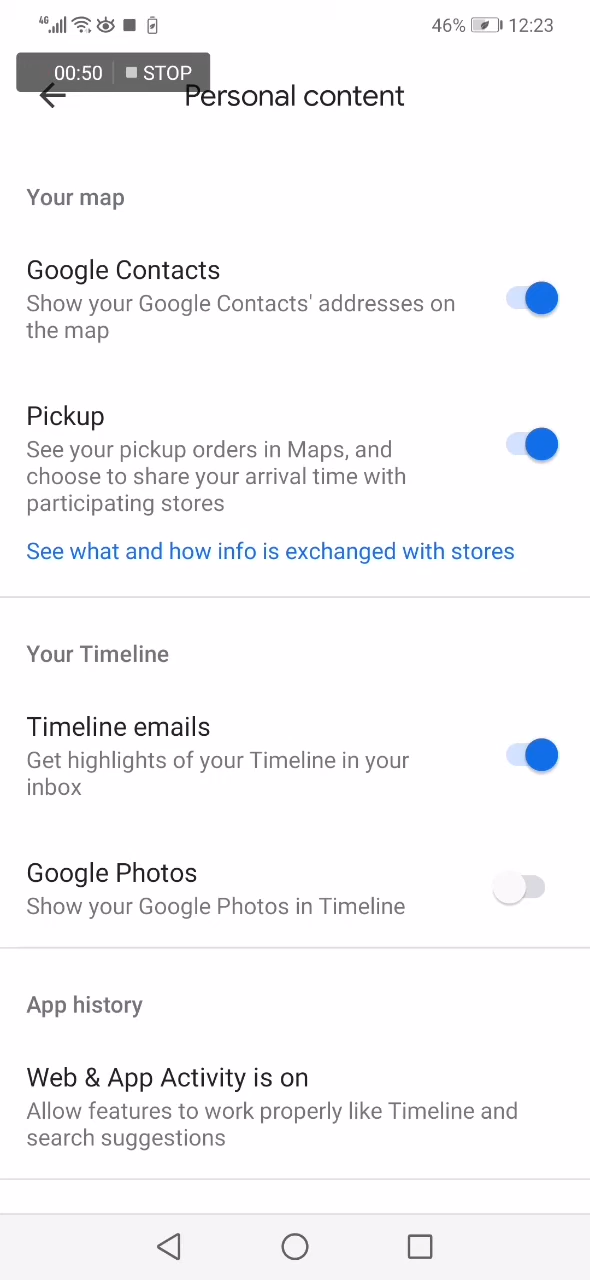 4G 46% 12:23
00:50 STOP
Personal content
Your map
Google Contacts
Show your Google Contacts' addresses on
the map
Pickup
See your pickup orders in Maps, and
choose to share your arrival time with
participating stores
See what and how info is exchanged with stores
Your Timeline
Timeline emails
Get highlights of your Timeline in your
inbox
Google Photos
Show your Google Photos in Timeline
App history
Web & App Activity is on
Allow features to work properly like Timeline and
search suggestions